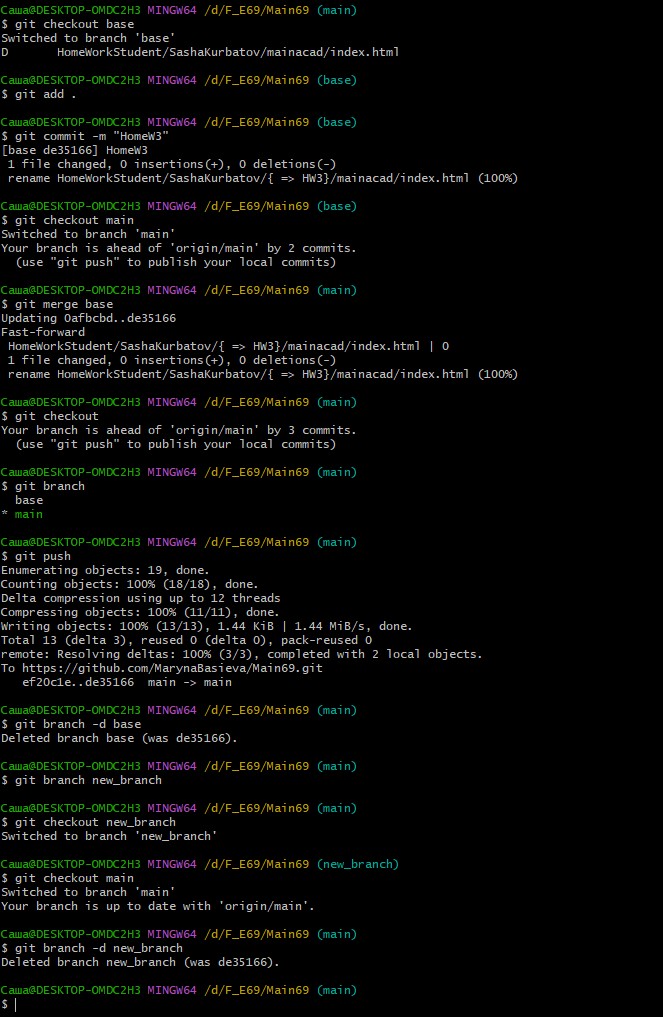 Саша@DESKTOP-OMDC2H3 MINGW64 /d/F_E69/Main69 (main)
$ git checkout base
Switched to branch 'base'
D       HomeWorkStudent/SashaKurbatov/mainacad/index.html
Саша@DESKTOP-OMDC2H3 MINGW64 /d/F_E69/Main69 (base)
$ git add .
Саша@DESKTOP-OMDC2H3 MINGW64 /d/F_E69/Main69 (base)
$ git commit -m "HomeW3"
[base de35166] HomeW3
 1 file changed, 0 insertions(+), 0 deletions(-)
 rename HomeWorkStudent/SashaKurbatov/{ => HW3}/mainacad/index.html (100%)
Саша@DESKTOP-OMDC2H3 MINGW64 /d/F_E69/Main69 (base)
$ git checkout main
Switched to branch 'main'
Your branch is ahead of 'origin/main' by 2 commits.
  (use "git push" to publish your local commits)
Саша@DESKTOP-OMDC2H3 MINGW64 /d/F_E69/Main69 (main)
$ git merge base
Updating 0afbcbd..de35166
Fast-forward
 HomeWorkStudent/SashaKurbatov/{ => HW3}/mainacad/index.html | 0
 1 file changed, 0 insertions(+), 0 deletions(-)
 rename HomeWorkStudent/SashaKurbatov/{ => HW3}/mainacad/index.html (100%)
Саша@DESKTOP-OMDC2H3 MINGW64 /d/F_E69/Main69 (main)
$ git checkout
Your branch is ahead of 'origin/main' by 3 commits.
  (use "git push" to publish your local commits)
Саша@DESKTOP-OMDC2H3 MINGW64 /d/F_E69/Main69 (main)
$ git branch
  base
* main
Саша@DESKTOP-OMDC2H3 MINGW64 /d/F_E69/Main69 (main)
$ git push
Enumerating objects: 19, done.
Counting objects: 100% (18/18), done.
Delta compression using up to 12 threads
Compressing objects: 100% (11/11), done.
Writing objects: 100% (13/13), 1.44 KiB | 1.44 MiB/s, done.
Total 13 (delta 3), reused 0 (delta 0), pack-reused 0
remote: Resolving deltas: 100% (3/3), completed with 2 local objects.
To https://github.com/MarynaBasieva/Main69.git
   ef20c1e..de35166  main -> main
Саша@DESKTOP-OMDC2H3 MINGW64 /d/F_E69/Main69 (main)
$ git branch -d base
Deleted branch base (was de35166).
Саша@DESKTOP-OMDC2H3 MINGW64 /d/F_E69/Main69 (main)
$ git branch new_branch
Саша@DESKTOP-OMDC2H3 MINGW64 /d/F_E69/Main69 (main)
$ git checkout new_branch
Switched to branch 'new_branch'
Саша@DESKTOP-OMDC2H3 MINGW64 /d/F_E69/Main69 (new_branch)
$ git checkout main
Switched to branch 'main'
Your branch is up to date with 'origin/main'.
Саша@DESKTOP-OMDC2H3 MINGW64 /d/F_E69/Main69 (main)
$ git branch -d new_branch
Deleted branch new_branch (was de35166).
Саша@DESKTOP-OMDC2H3 MINGW64 /d/F_E69/Main69 (main)
$